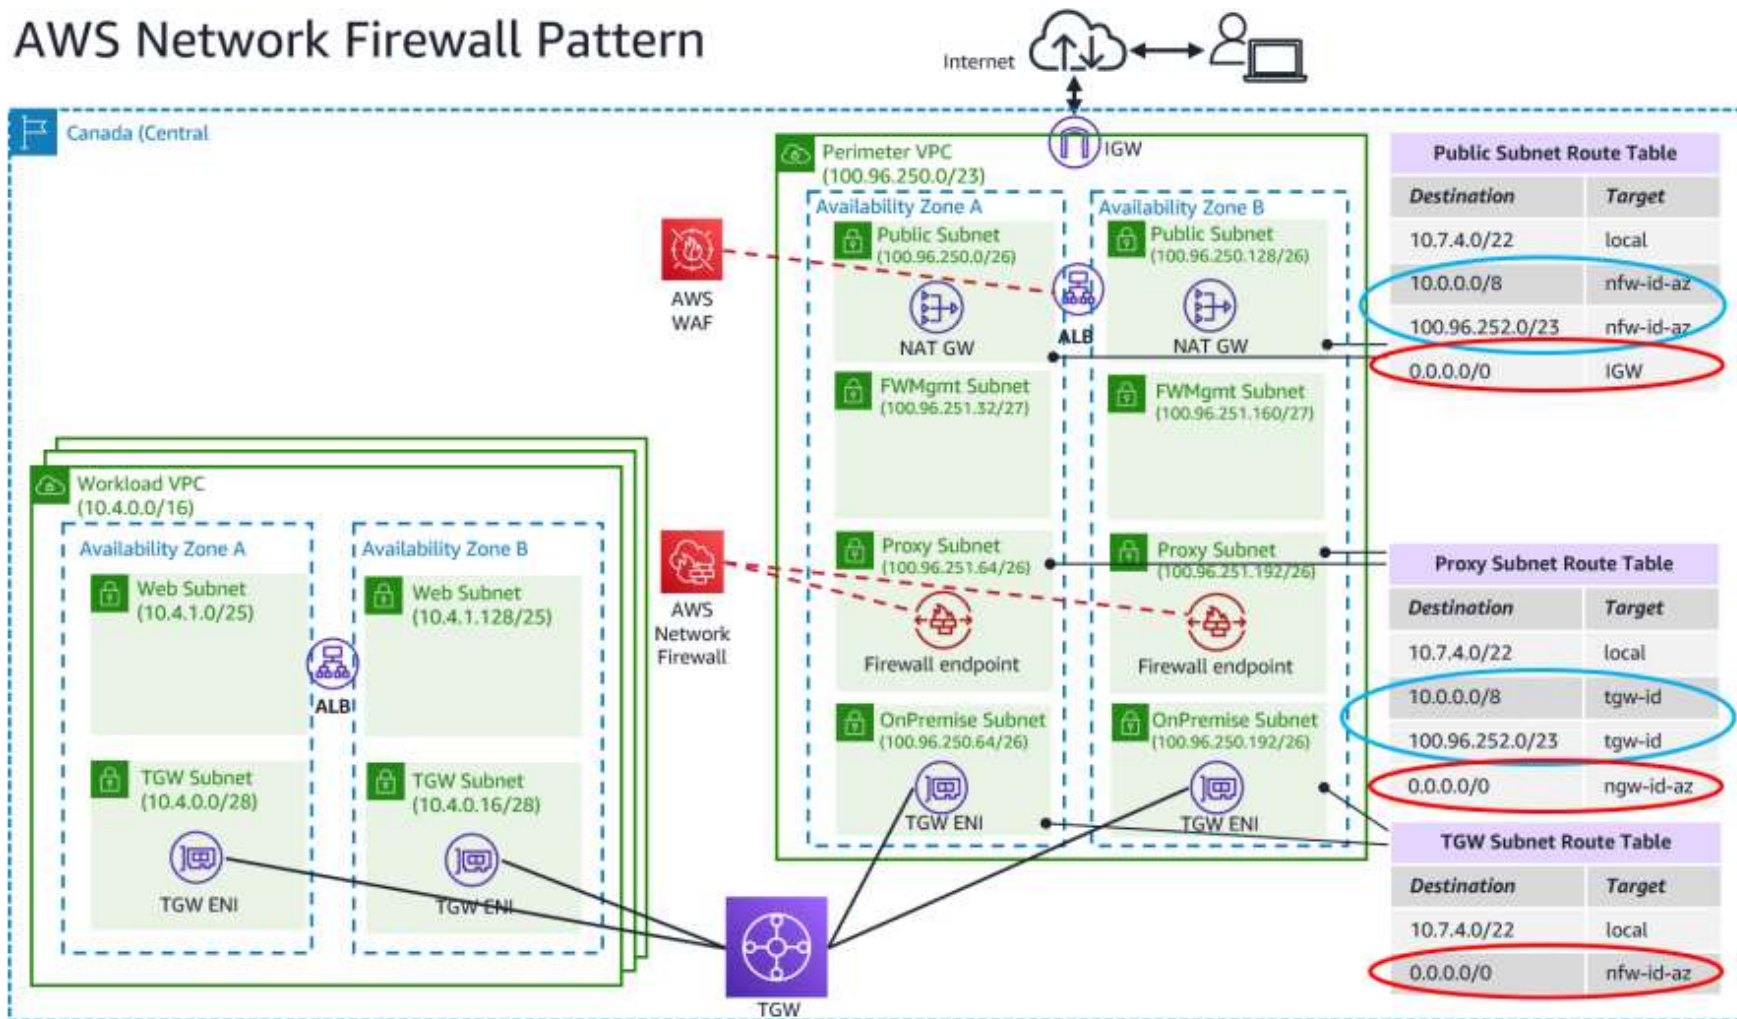 AWS Network Firewall Pattern
Internet
Canada (Central
IGW
Perimeter VPC
(100.96.250.0/23)
Availability Zone A
Public Subnet
(100.96.250.0/26)
NAT GW
FWMgmt Subnet
(100.96.251.32/27)
Proxy Subnet
(100.96.251.64/26)
Firewall endpoint
OnPremise Subnet
(100.96.250.64/26)
TGW ENI
ALB
Availability Zone B
Public Subnet
(100.96.250.128/26)
NAT GW
FWMgmt Subnet
(100.96.251.160/27)
Proxy Subnet
(100.96.251.192/26)
Firewall endpoint
OnPremise Subnet
(100.96.250.192/26)
TGW ENI
AWS
WAF
AWS
Network
Firewall
Workload VPC
(10.4.0.0/16)
Availability Zone A
Web Subnet
(10.4.1.0/25)
TGW Subnet
(10.4.0.0/28)
TGW ENI
ALB
Availability Zone B
Web Subnet
(10.4.1.128/25)
TGW Subnet
(10.4.0.16/28)
TGW ENI
TGW
Public Subnet Route Table
Destination Target
10.7.4.0/22 local
10.0.0.0/8 nfw-id-az
100.96.252.0/23 nfw-id-az
0.0.0.0/0 IGW
Proxy Subnet Route Table
Destination Target
10.7.4.0/22 local
10.0.0.0/8 tgw-id
100.96.252.0/23 tgw-id
0.0.0.0/0 ngw-id-az
TGW Subnet Route Table
Destination Target
10.7.4.0/22 local
0.0.0.0/0 nfw-id-az